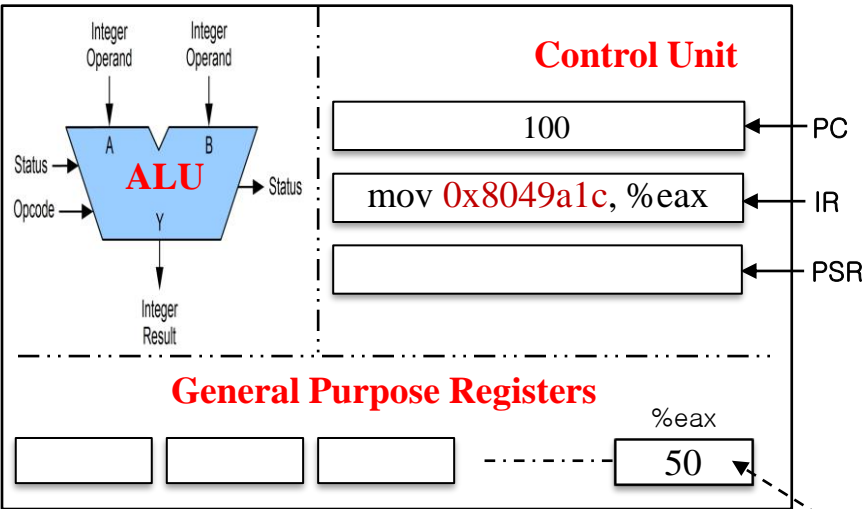 Integer
Operand
Integer
Operand
Control Unit
100
PC
A
B
Status
ALU
Status
mov 0x8049a1c, %eax
IR
Opcode
Y
PSR
Integer
Result
General Purpose Registers
%eax
50